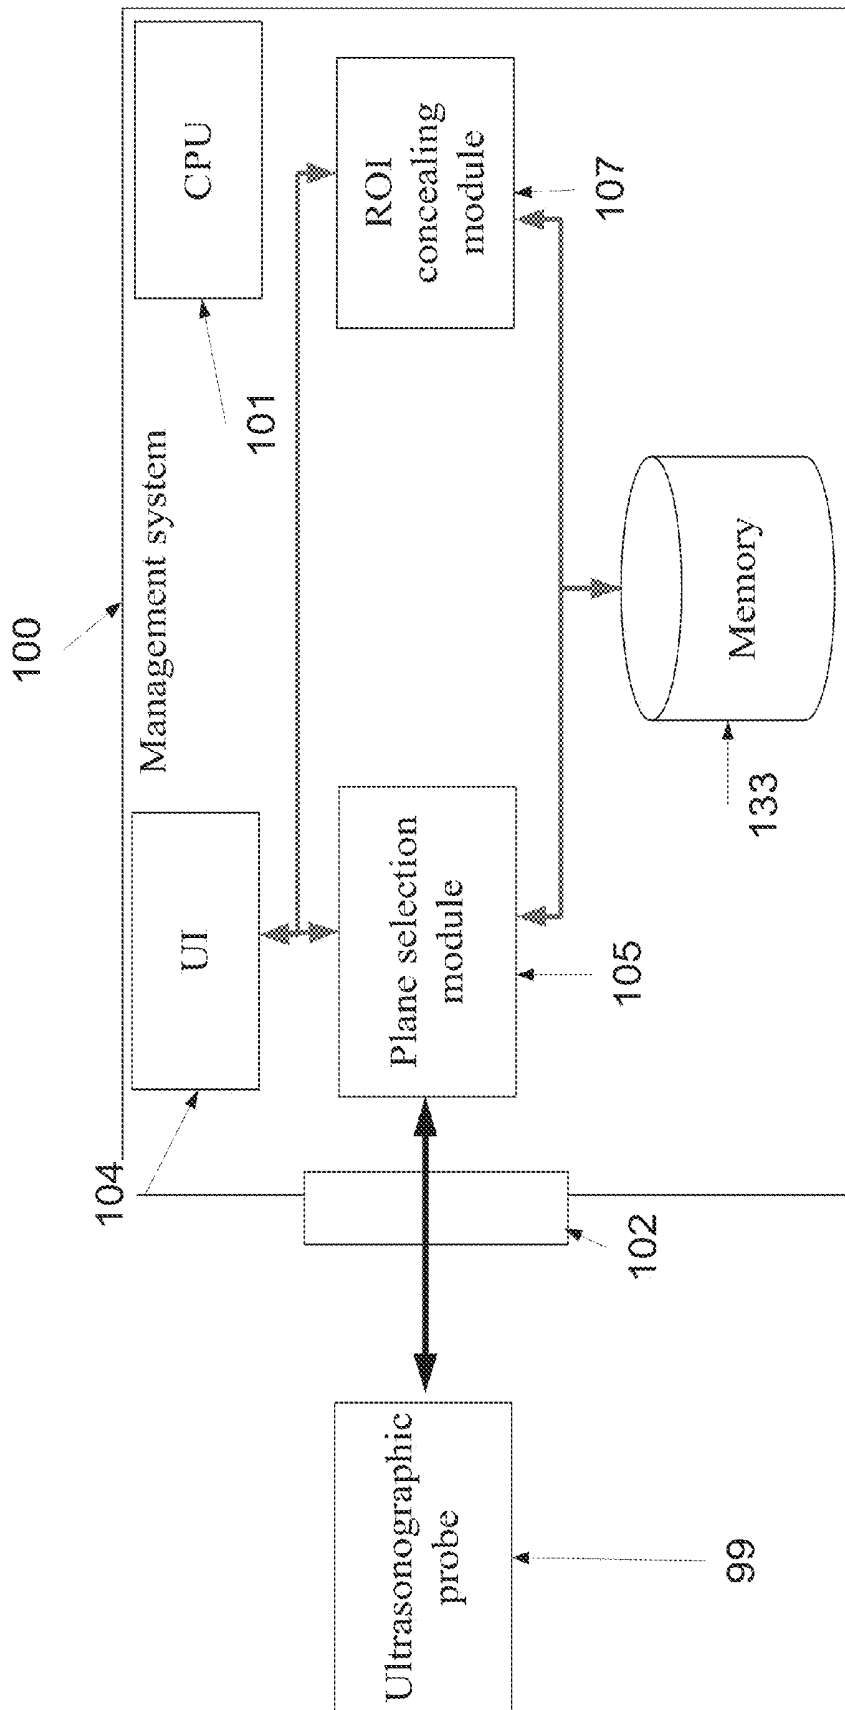 100
Management system
104
UI
CPU
101
Ultrasonographic
probe
99
102
Plane selection
module
105
ROI
concealing
module
107
Memory
133